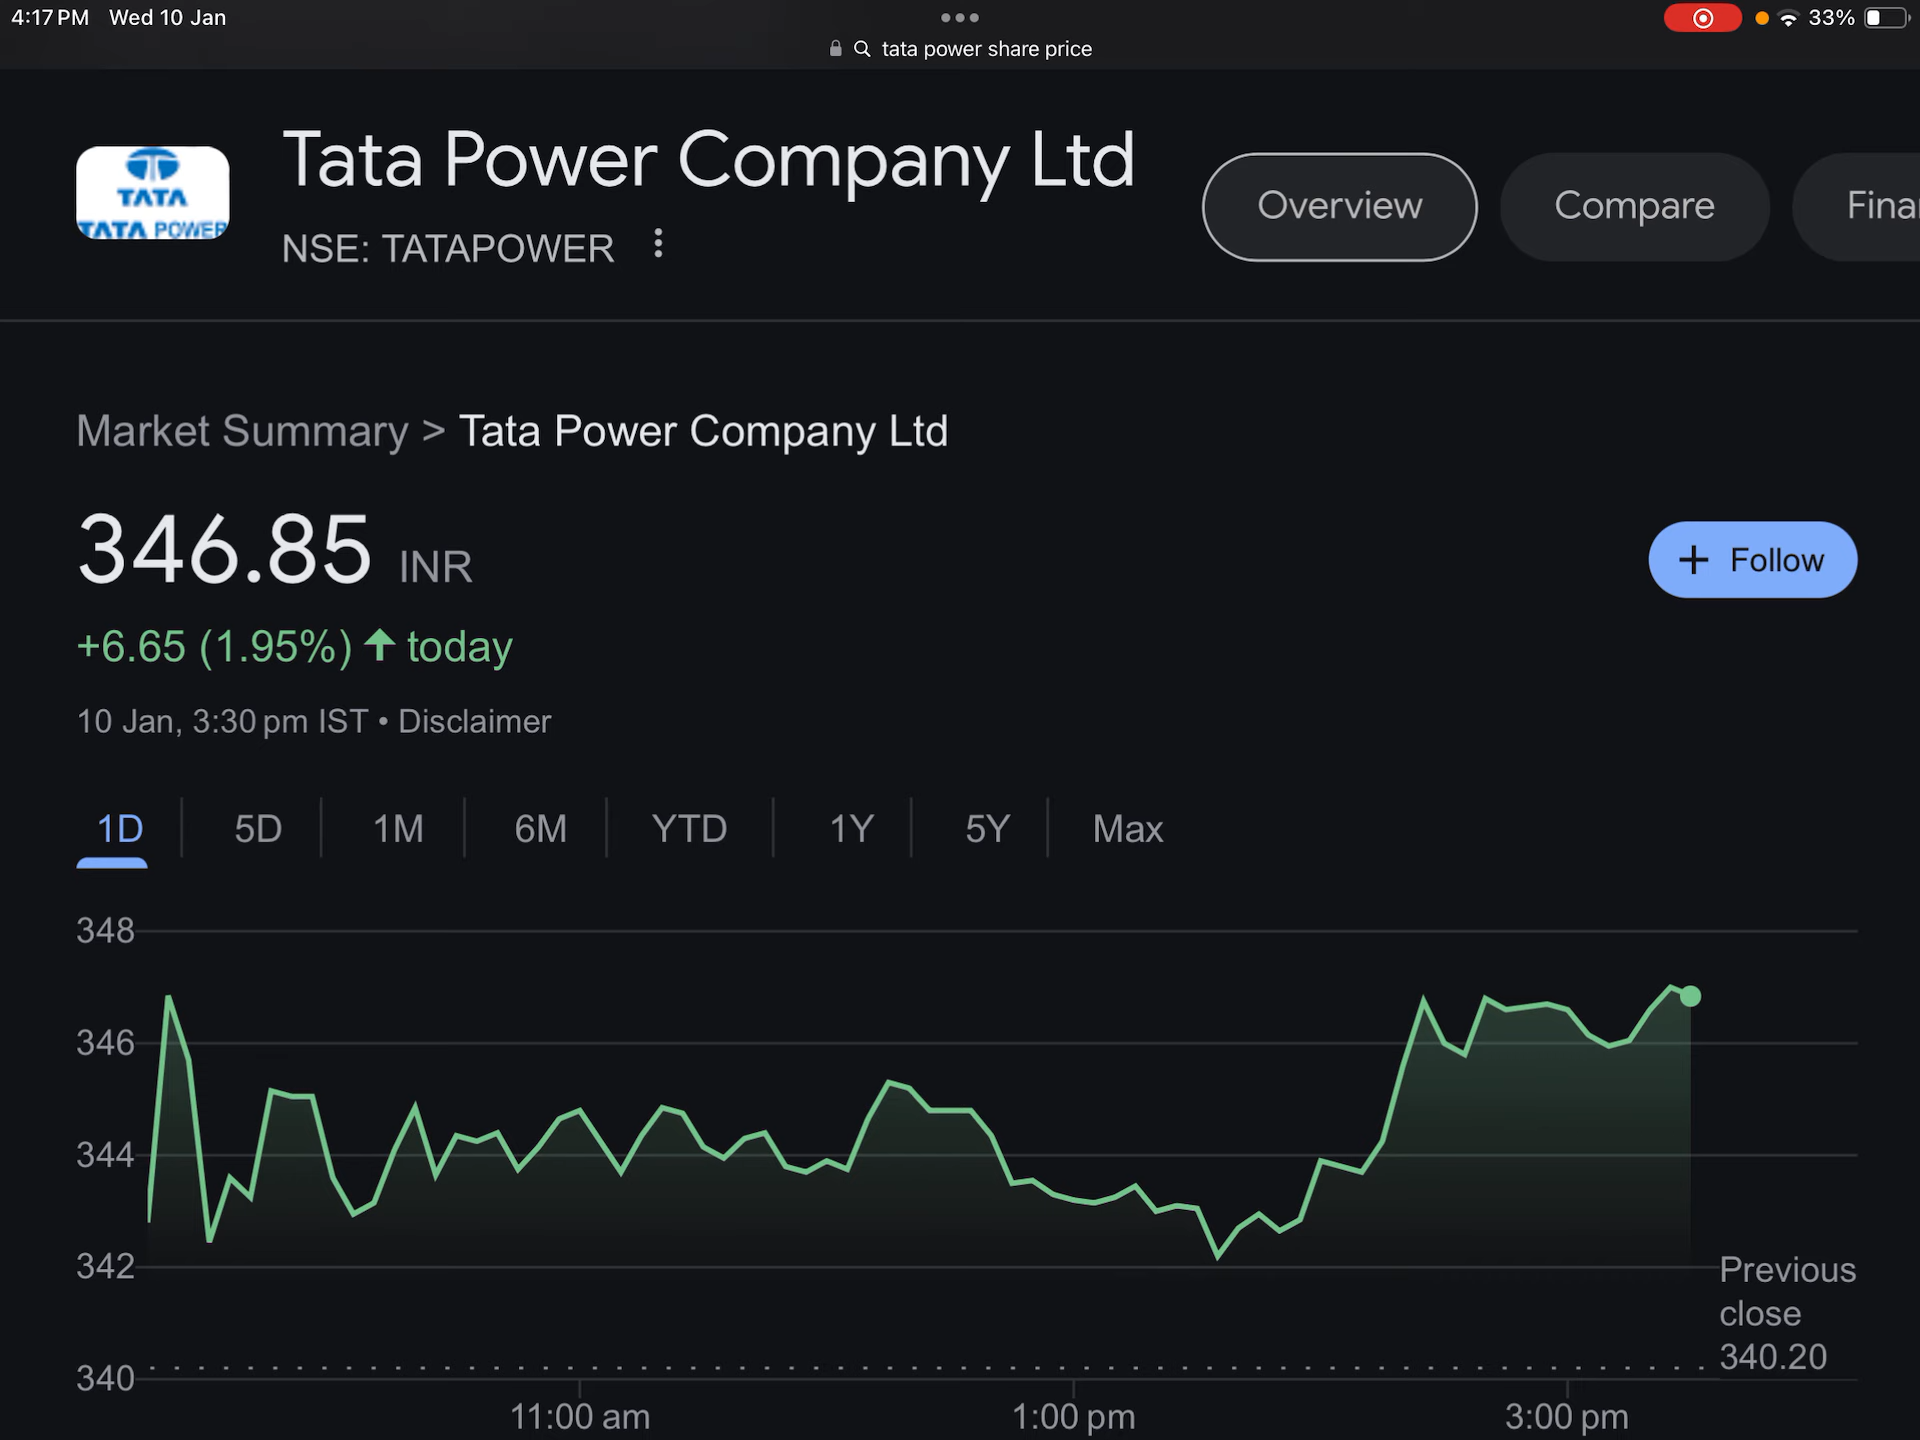 4:17 PM Wed 10 Jan
33%
tata power share price
TATA
TATA POWER
Tata Power Company Ltd
NSE: TATAPOWER
Overview
Compare
Fina
Market Summary > Tata Power Company Ltd
346.85 INR
+ Follow
+6.65 (1.95%) ↑ today
10 Jan, 3:30 pm IST • Disclaimer
1D 5D 1M 6M YTD 1Y 5Y Max
348
346
344
342
Previous
close
340.20
340
11:00 am 1:00 pm 3:00 pm